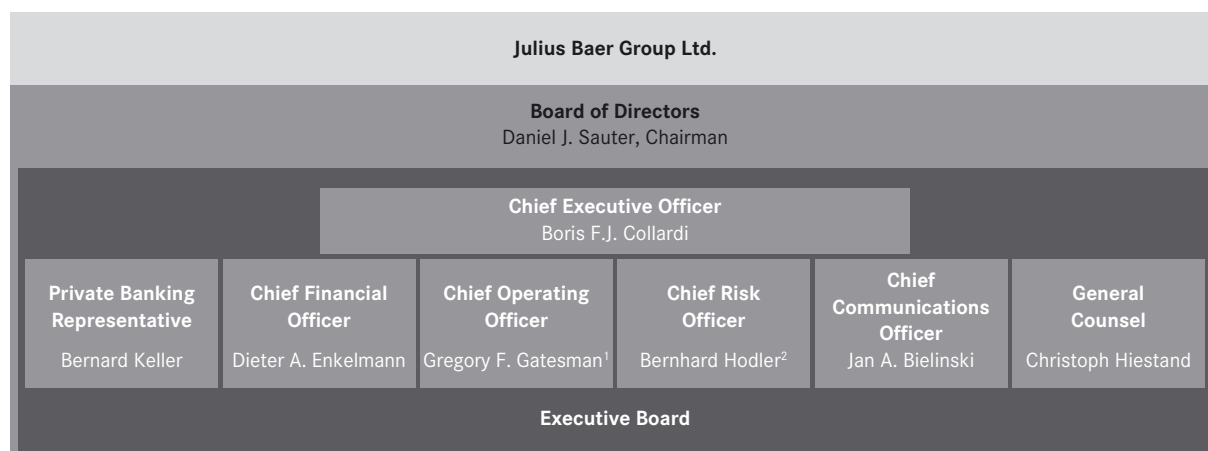 Julius Baer Group Ltd.
Board of Directors
Daniel J. Sauter, Chairman
Chief Executive Officer
Boris F.J. Collardi
Private Banking
Representative
Bernard Keller
Chief Financial
Officer
Dieter A. Enkelmann
Chief Operating
Officer
Gregory F. Gatesman¹
Chief Risk
Officer
Bernhard Hodler²
Chief
Communications
Officer
Jan A. Bielinski
General
Counsel
Christoph Hiestand
Executive Board